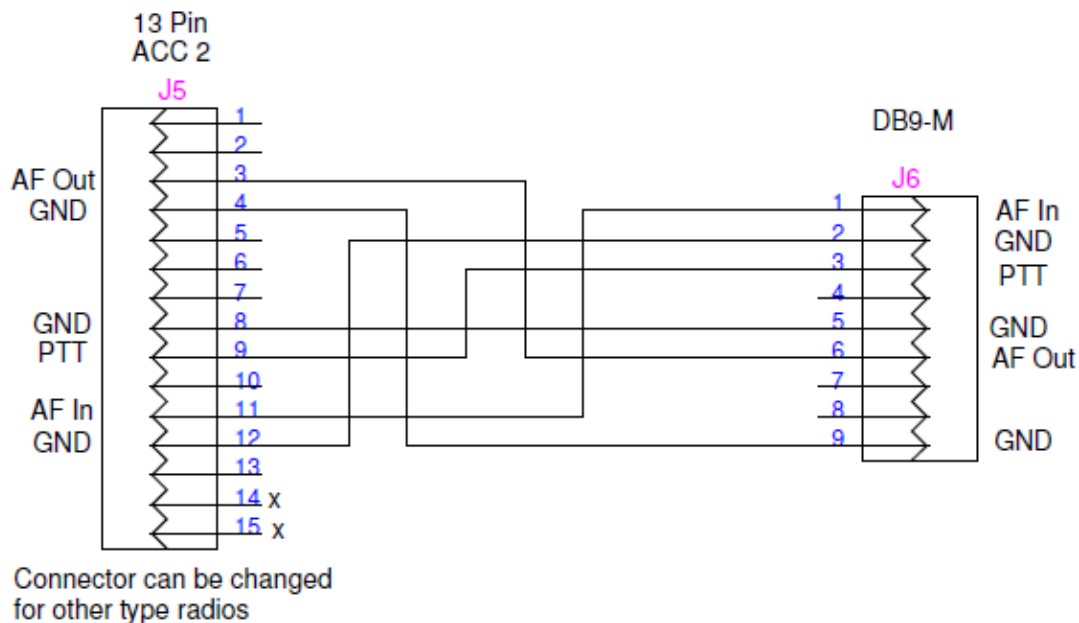 13 Pin
ACC 2
J5
1
2
AF Out 3
GND 4
5
6
7
GND 8
PTT 9
10
AF In 11
GND 12
13
14 x
15 x
Connector can be changed
for other type radios
DB9-M
J6
1 AF In
2 GND
3 PTT
4
5 GND
6 AF Out
7
8
9 GND